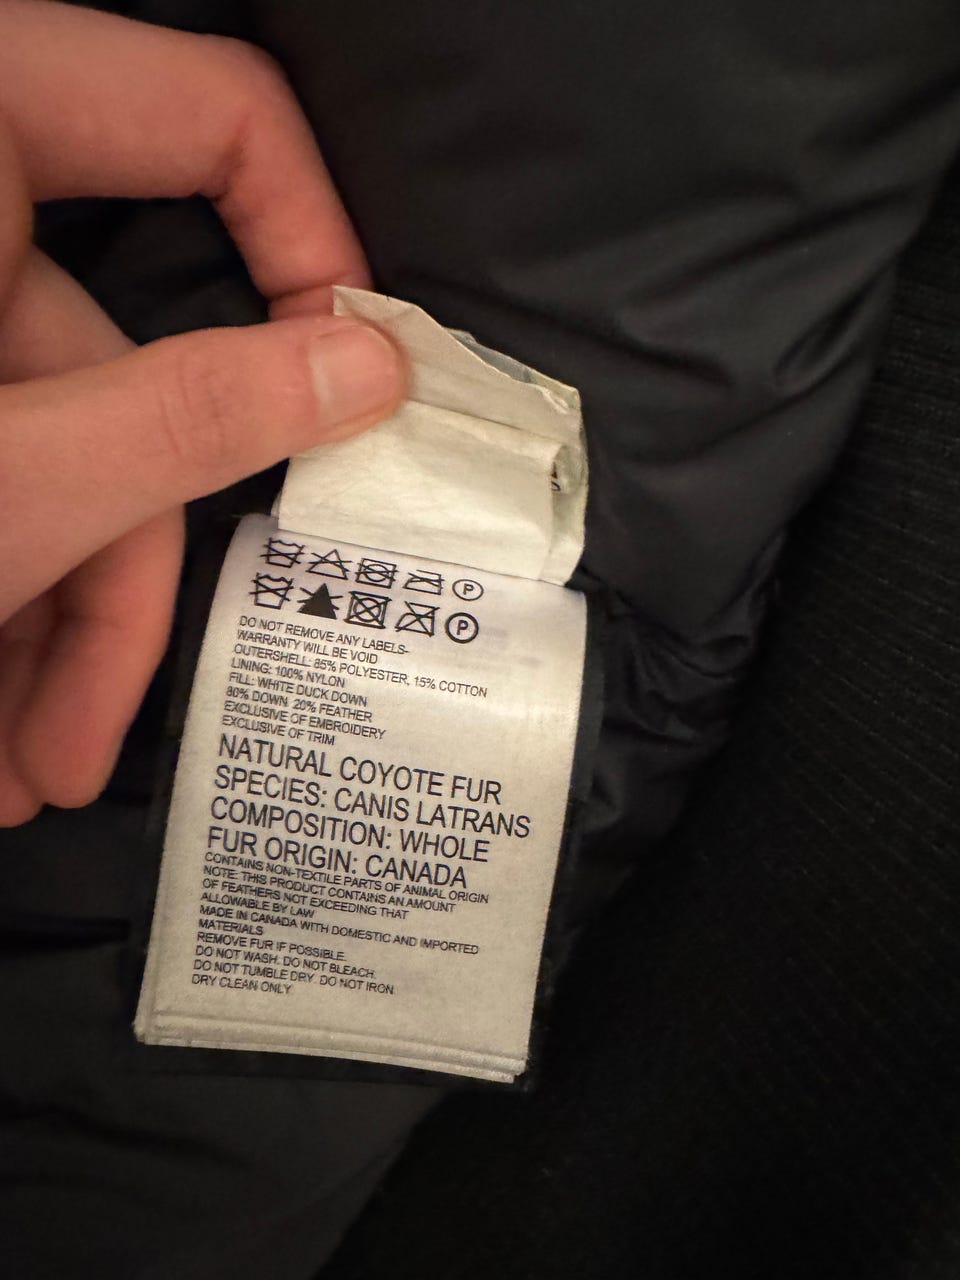 P
P
DO NOT REMOVE ANY LABELS-
WARRANTY WILL BE VOID
OUTERSHELL: 85% POLYESTER, 15% COTTON
LINING: 100% NYLON
FILL: WHITE DUCK DOWN
80% DOWN 20% FEATHER
EXCLUSIVE OF EMBROIDERY
EXCLUSIVE OF TRIM
NATURAL COYOTE FUR
SPECIES: CANIS LATRANS
COMPOSITION: WHOLE
FUR ORIGIN: CANADA
CONTAINS NON-TEXTILE PARTS OF ANIMAL ORIGIN
NOTE: THIS PRODUCT CONTAINS AN AMOUNT
OF FEATHERS NOT EXCEEDING THAT
ALLOWABLE BY LAW
MADE IN CANADA WITH DOMESTIC AND IMPORTED
MATERIALS
REMOVE FUR IF POSSIBLE.
DO NOT WASH. DO NOT BLEACH.
DO NOT TUMBLE DRY. DO NOT IRON.
DRY CLEAN ONLY